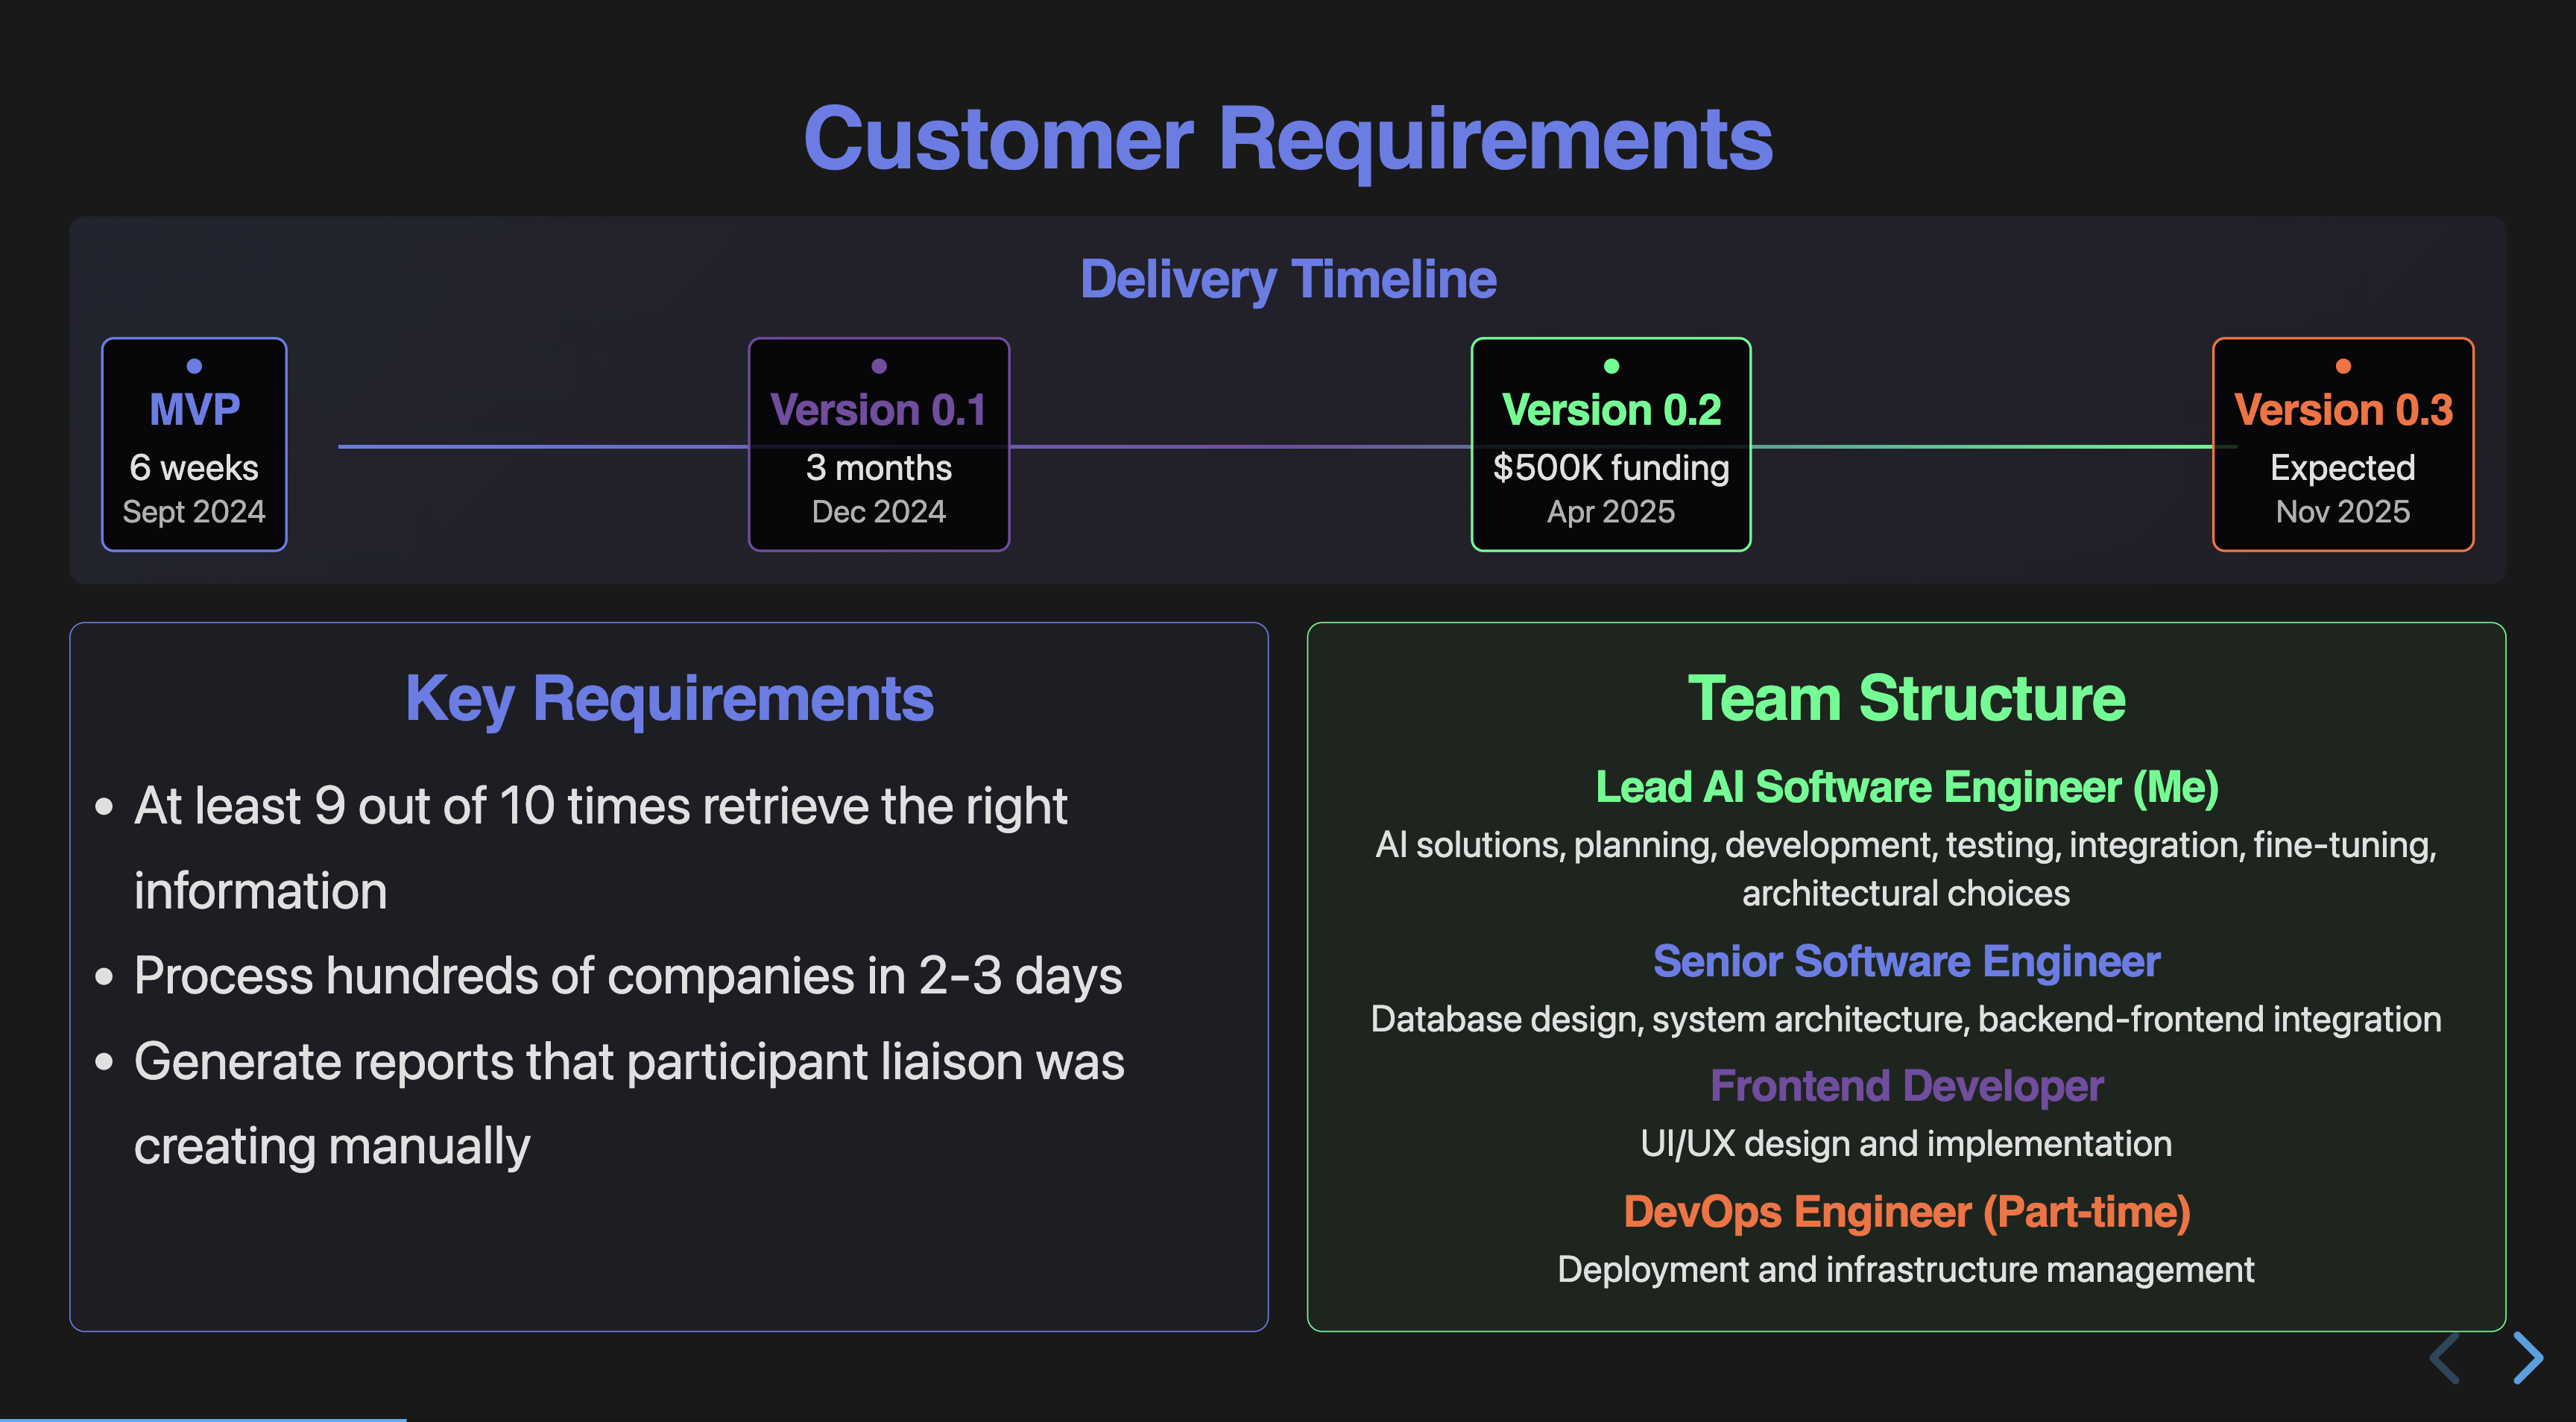 Customer Requirements
Delivery Timeline
MVP
6 weeks
Sept 2024
Version 0.1
3 months
Dec 2024
Version 0.2
$500K funding
Apr 2025
Version 0.3
Expected
Nov 2025
Key Requirements
• At least 9 out of 10 times retrieve the right
information
• Process hundreds of companies in 2-3 days
• Generate reports that participant liaison was
creating manually
Team Structure
Lead AI Software Engineer (Me)
AI solutions, planning, development, testing, integration, fine-tuning,
architectural choices
Senior Software Engineer
Database design, system architecture, backend-frontend integration
Frontend Developer
UI/UX design and implementation
DevOps Engineer (Part-time)
Deployment and infrastructure management